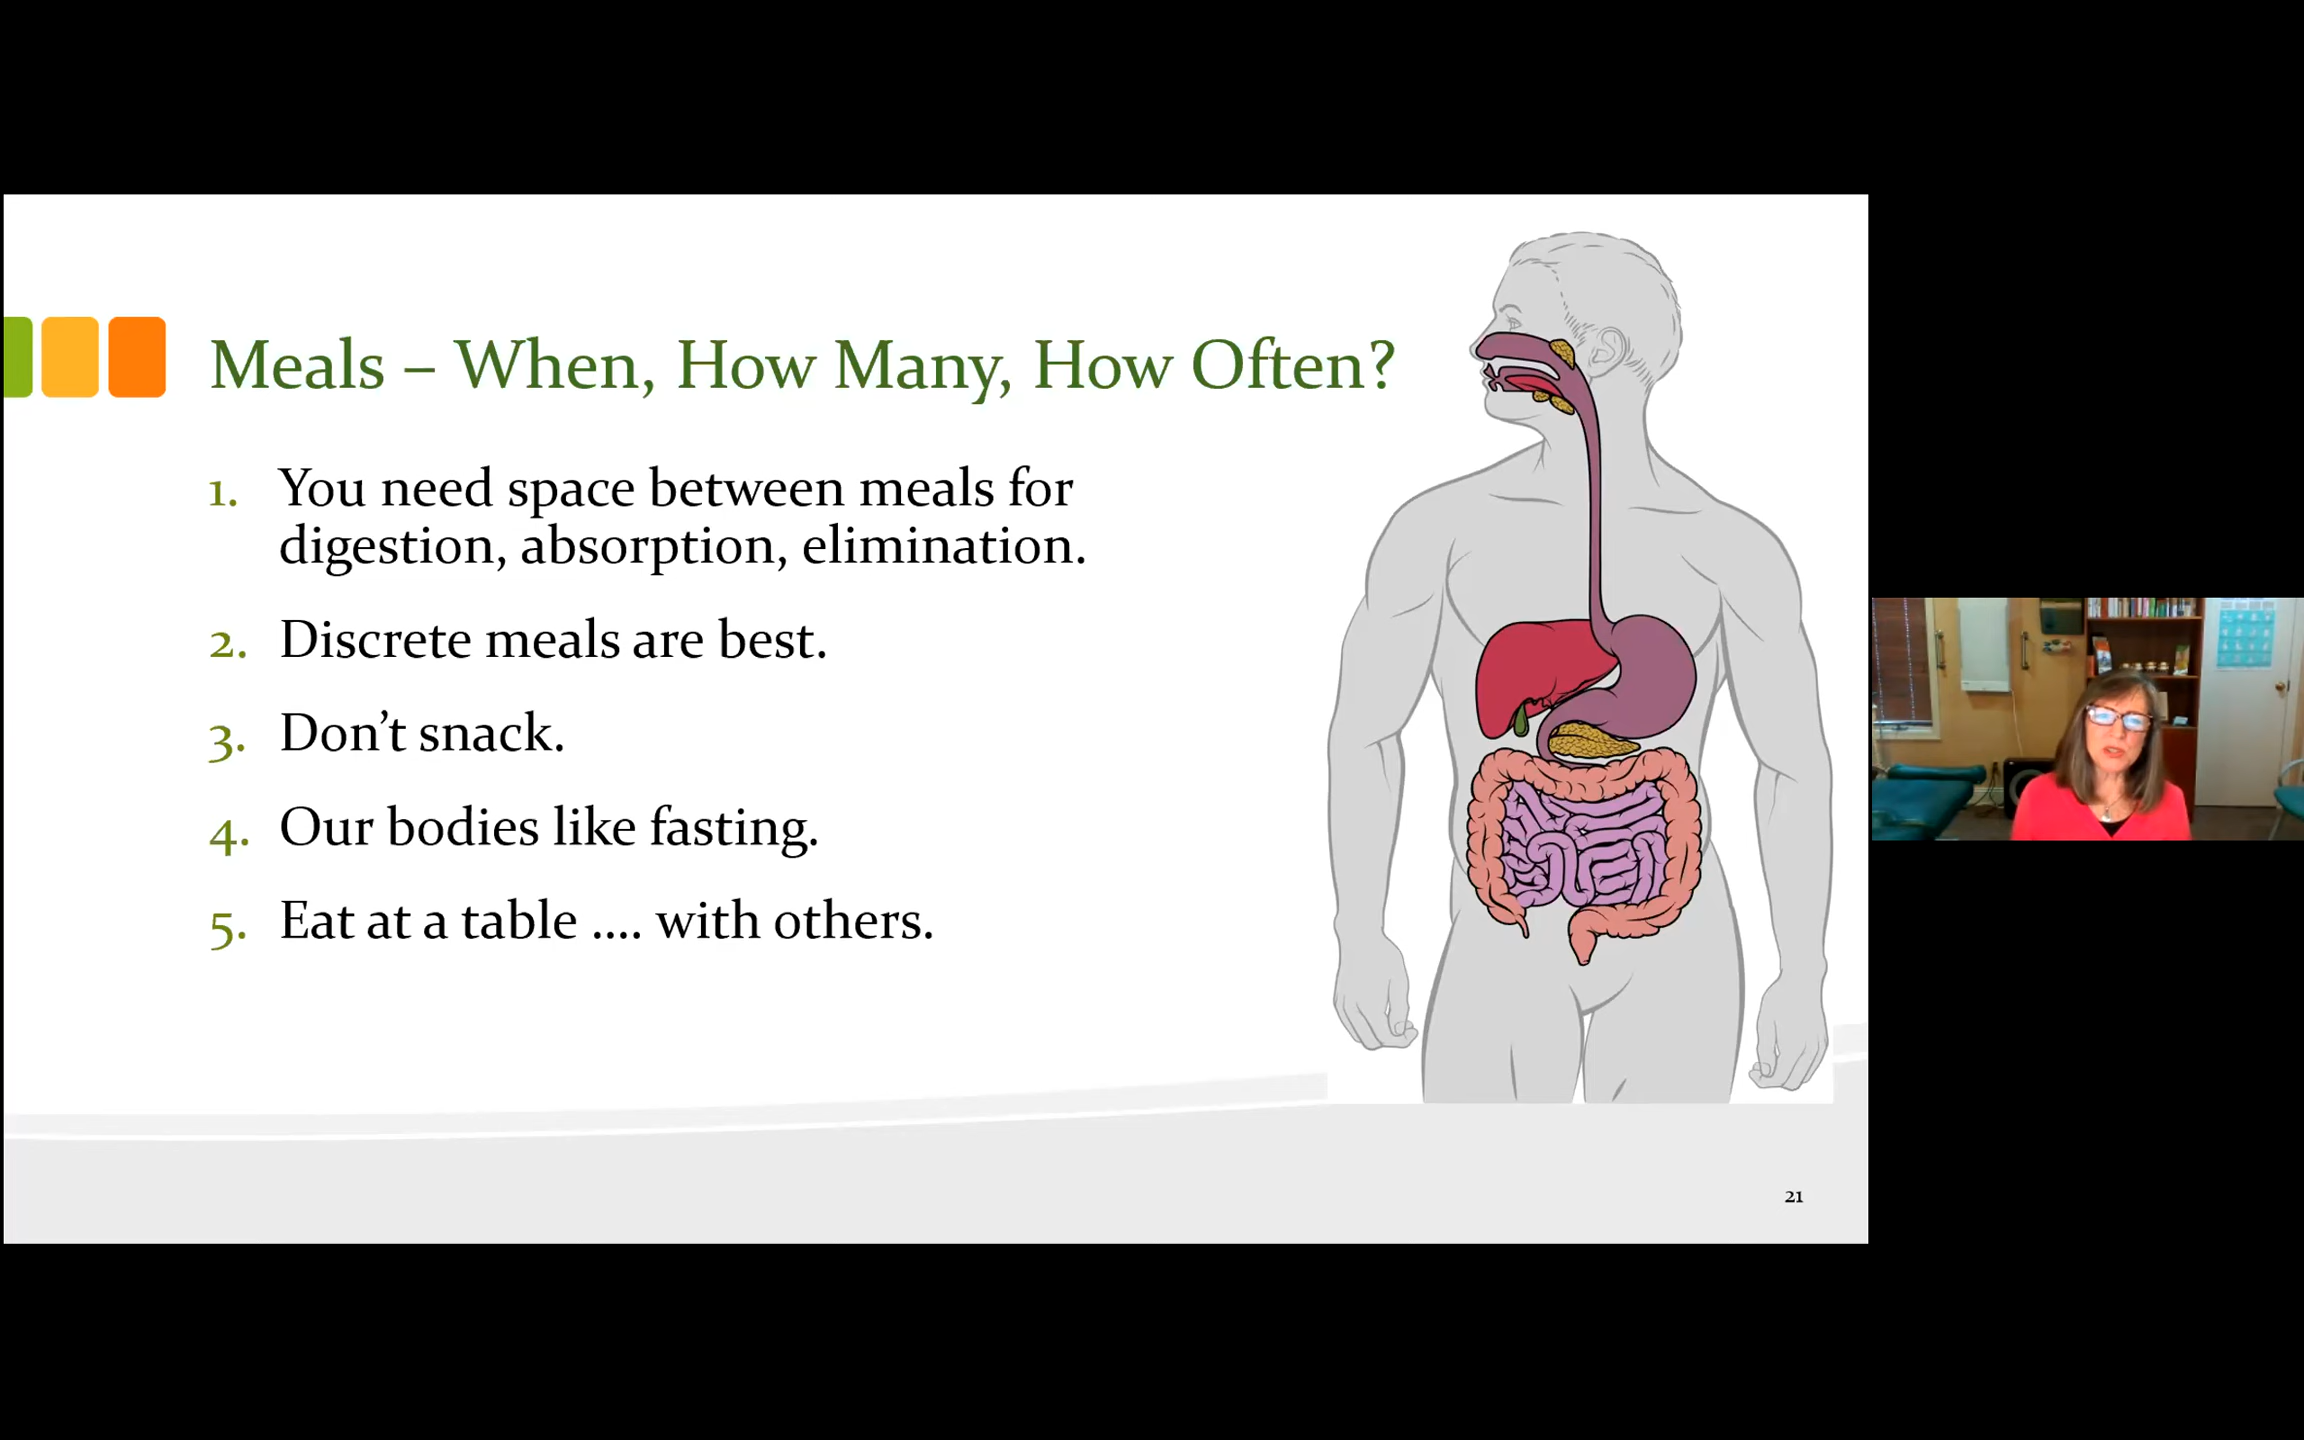 Meals – When, How Many, How Often?
1. You need space between meals for
digestion, absorption, elimination.
2. Discrete meals are best.
3. Don’t snack.
4. Our bodies like fasting.
5. Eat at a table .... with others.
21